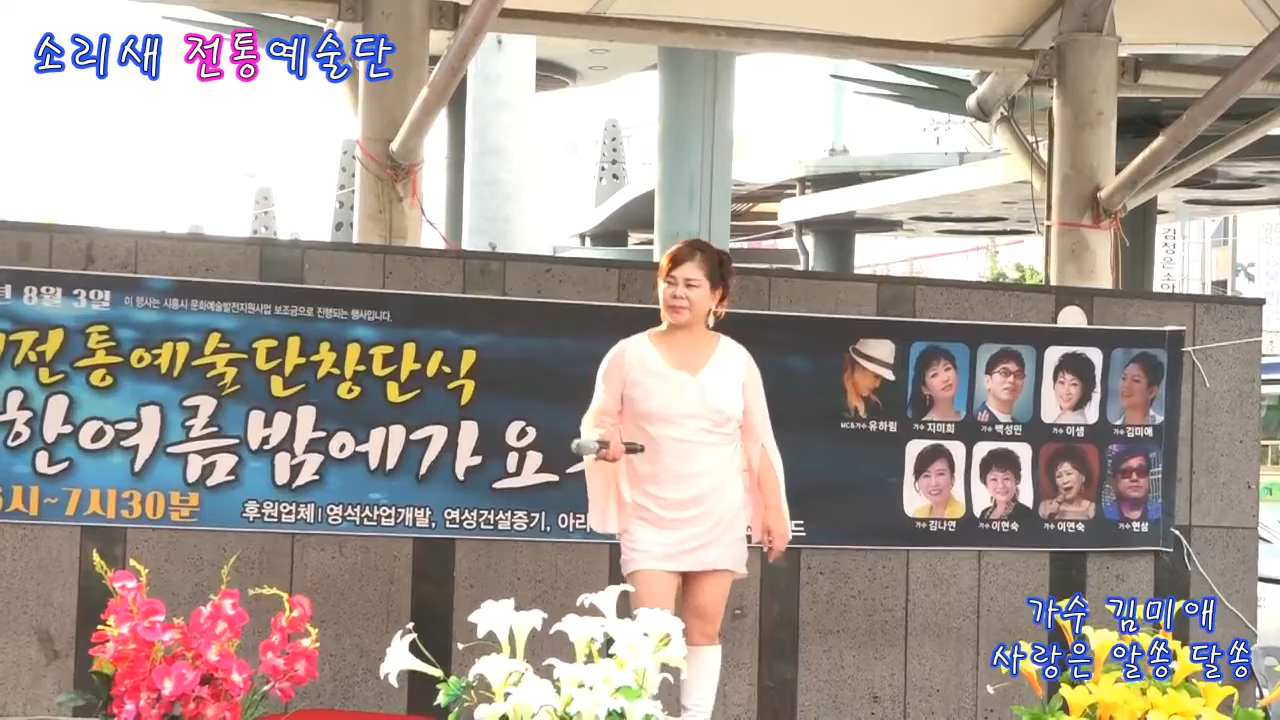 소리새 전통예술단
8월 3일 이 행사는 시흥시 문화예술발전지원사업 보조금으로 진행되는 행사입니다.
전통예술단창단식
한여름밤에가요
시~7시30분
후원업체 | 영석산업개발, 연성건설중기, 아리
MC&가수 유하림
가수 지미희
가수 백성민
가수 이샘
가수 김미애
가수 김나연
가수 이현숙
가수 이연숙
가수 현삼
가수 김미애
사랑은 알쏭 달쏭